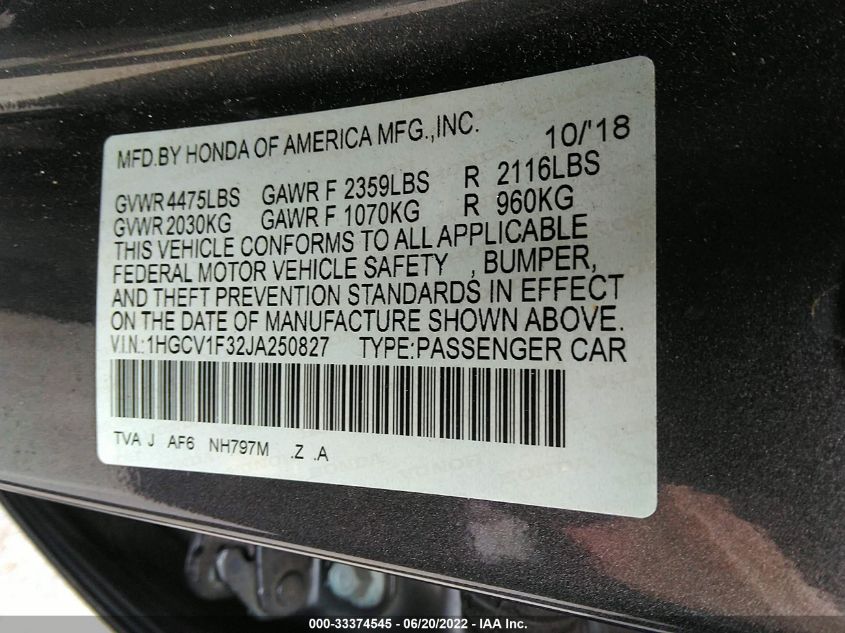 MFD.BY HONDA OF AMERICA MFG.,INC. 10/'18
GVWR 4475LBS GAWR F 2359LBS R 2116LBS
GVWR 2030KG GAWR F 1070KG R 960KG
THIS VEHICLE CONFORMS TO ALL APPLICABLE
FEDERAL MOTOR VEHICLE SAFETY , BUMPER,
AND THEFT PREVENTION STANDARDS IN EFFECT
ON THE DATE OF MANUFACTURE SHOWN ABOVE.
V.I.N.:1HGCV1F32JA250827 TYPE:PASSENGER CAR
TVA J AF6 NH797M .Z .A
HONDA
000-33374545 - 06/20/2022 - IAA Inc.